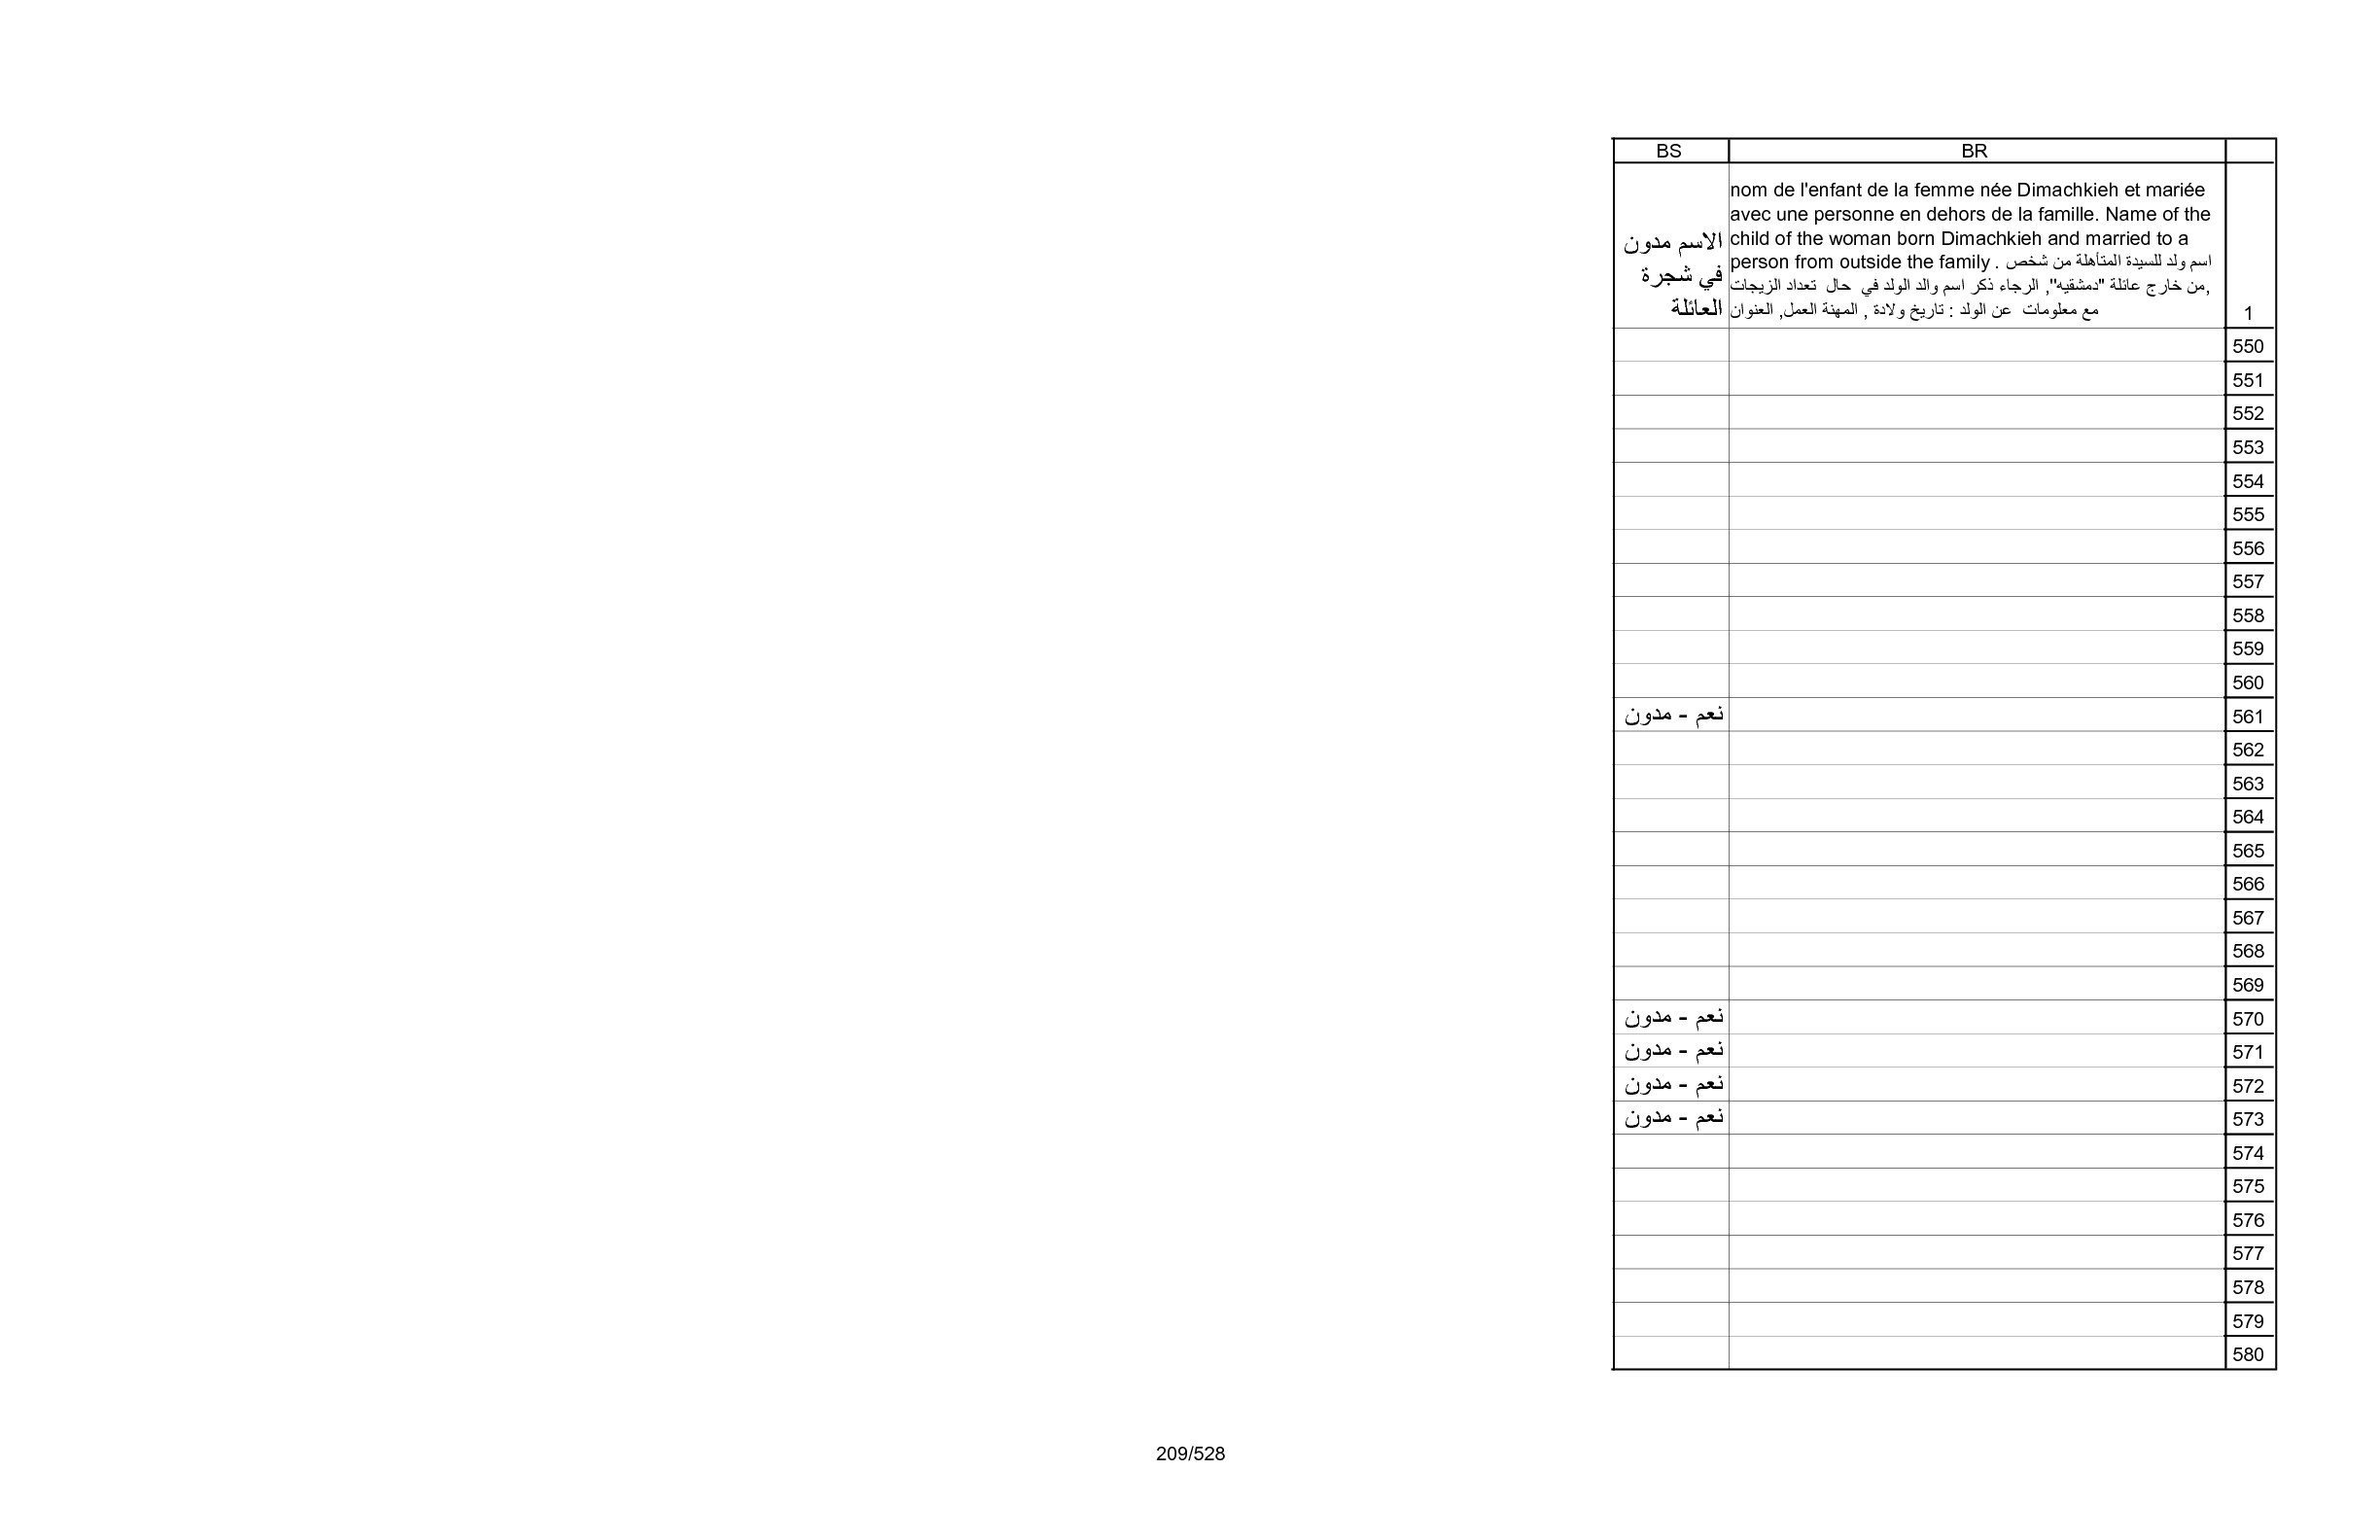 BS BR
nom de l'enfant de la femme née Dimachkieh et mariée
avec une personne en dehors de la famille. Name of the
child of the woman born Dimachkieh and married to a
person from outside the family . اسم ولد للسيدة المتأهلة من شخص
من خارج عائلة "دمشقيه", الرجاء ذكر اسم والد الولد في حال تعداد الزيجات,
مع معلومات عن الولد : تاريخ ولادة , المهنة العمل, العنوان
الاسم مدون
في شجرة
العائلة
1
550
551
552
553
554
555
556
557
558
559
560
نعم - مدون 561
562
563
564
565
566
567
568
569
نعم - مدون 570
نعم - مدون 571
نعم - مدون 572
نعم - مدون 573
574
575
576
577
578
579
580
209/528